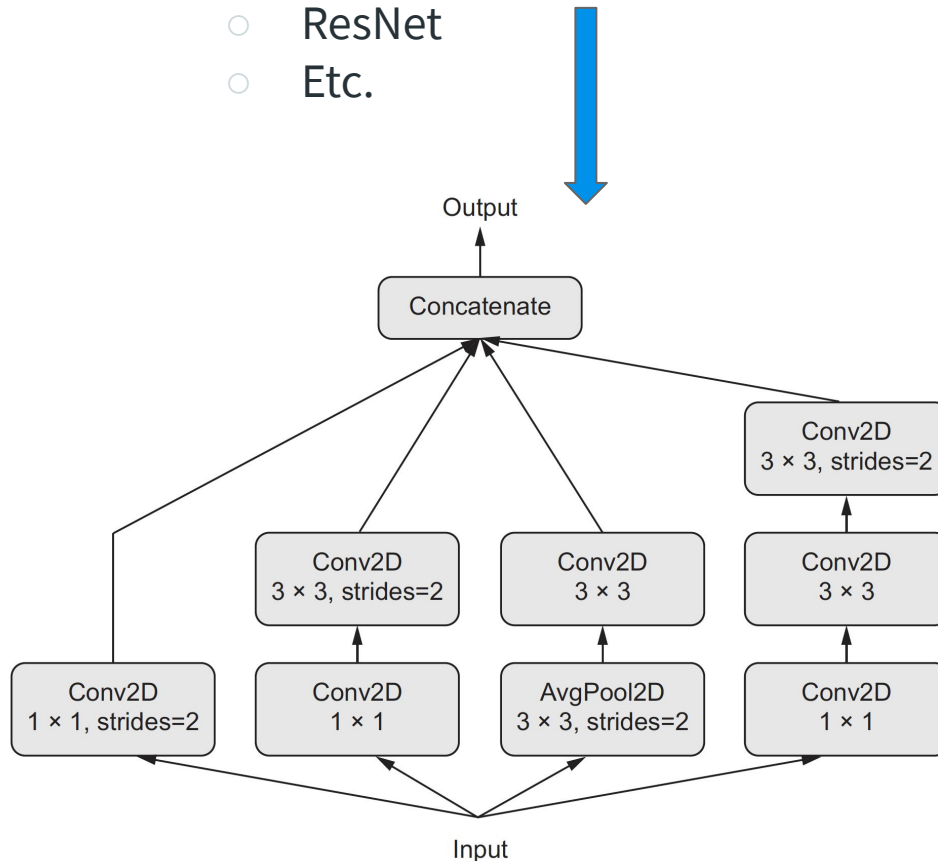 ResNet
Etc.
Output
Concatenate
Conv2D
3 × 3, strides=2
Conv2D
3 × 3, strides=2
Conv2D
3 × 3
Conv2D
3 × 3
Conv2D
1 × 1, strides=2
Conv2D
1 × 1
AvgPool2D
3 × 3, strides=2
Conv2D
1 × 1
Input